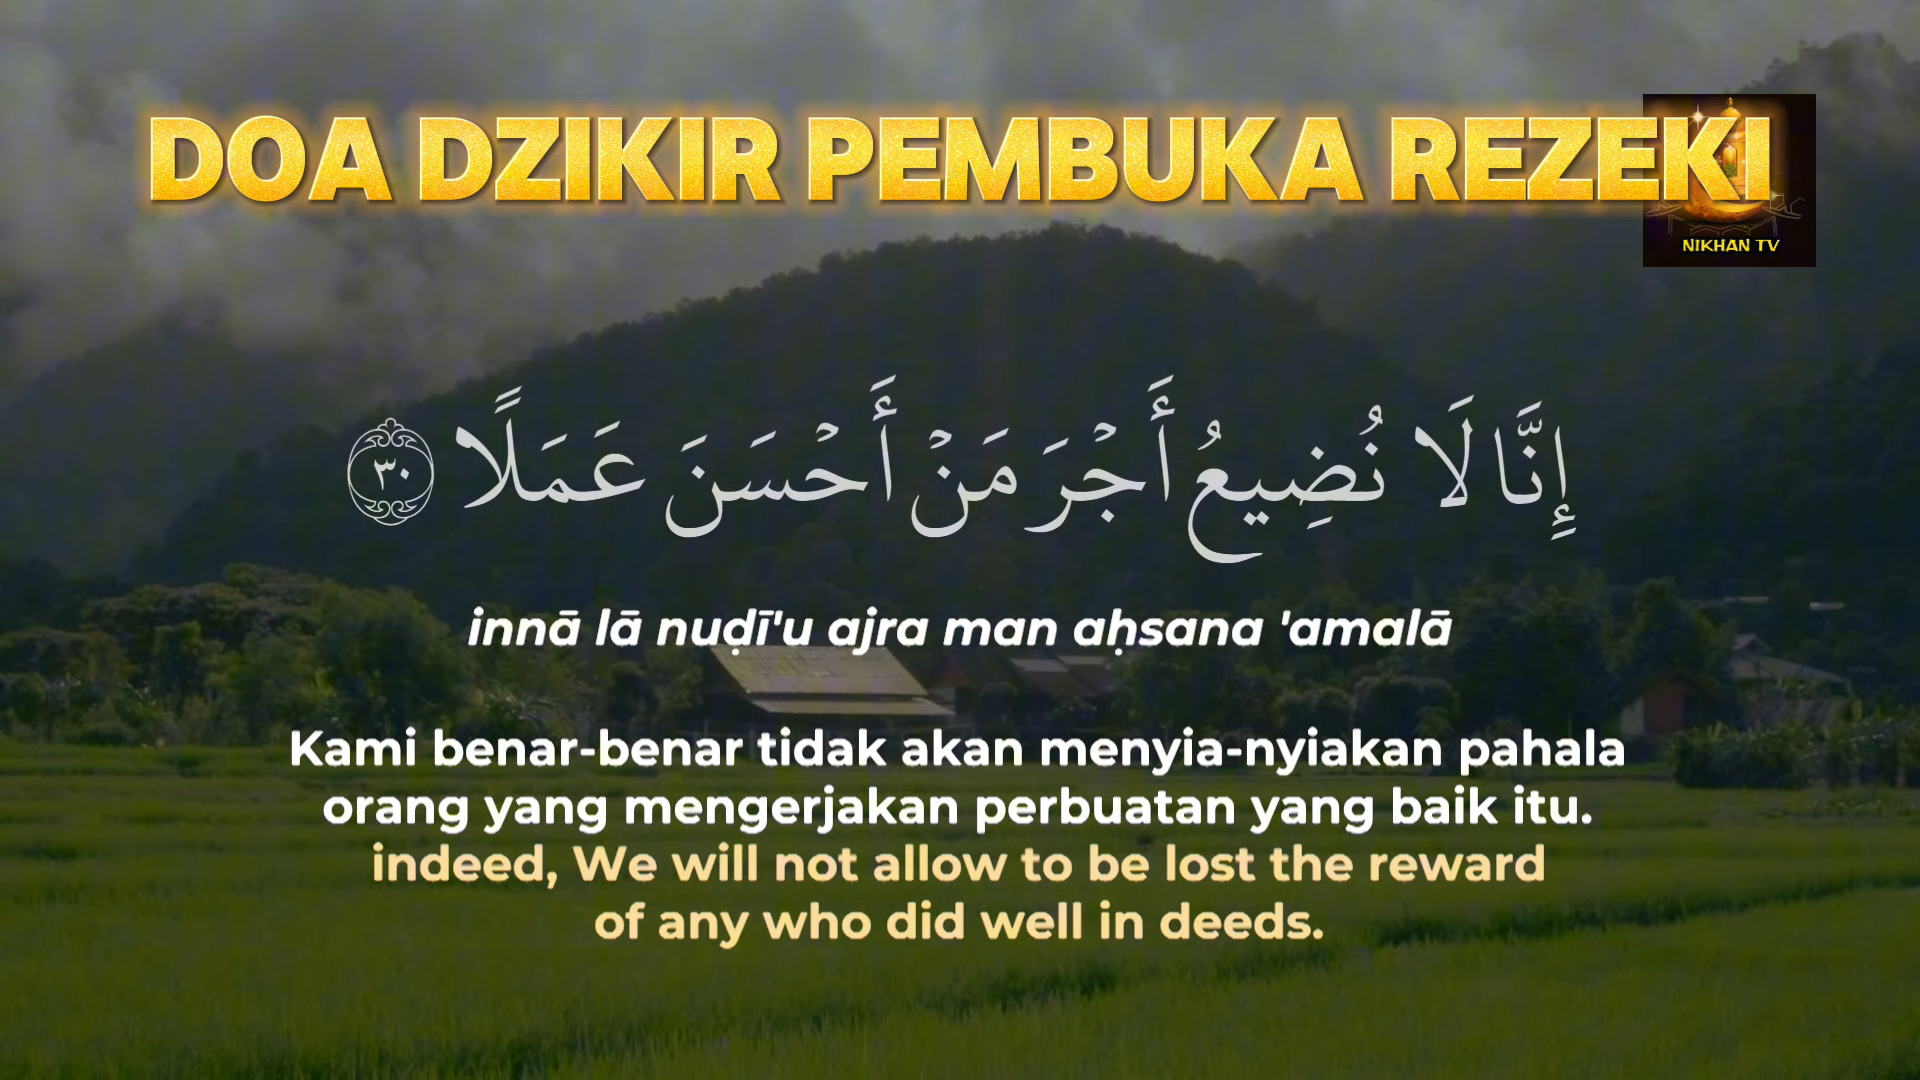 DOA DZIKIR PEMBUKA REZEKI
NIKHAN TV
إِنَّا لَا نُضِيعُ أَجْرَ مَنْ أَحْسَنَ عَمَلًا ٣٠
innā lā nuḍī'u ajra man aḥsana 'amalā
Kami benar-benar tidak akan menyia-nyiakan pahala
orang yang mengerjakan perbuatan yang baik itu.
indeed, We will not allow to be lost the reward
of any who did well in deeds.